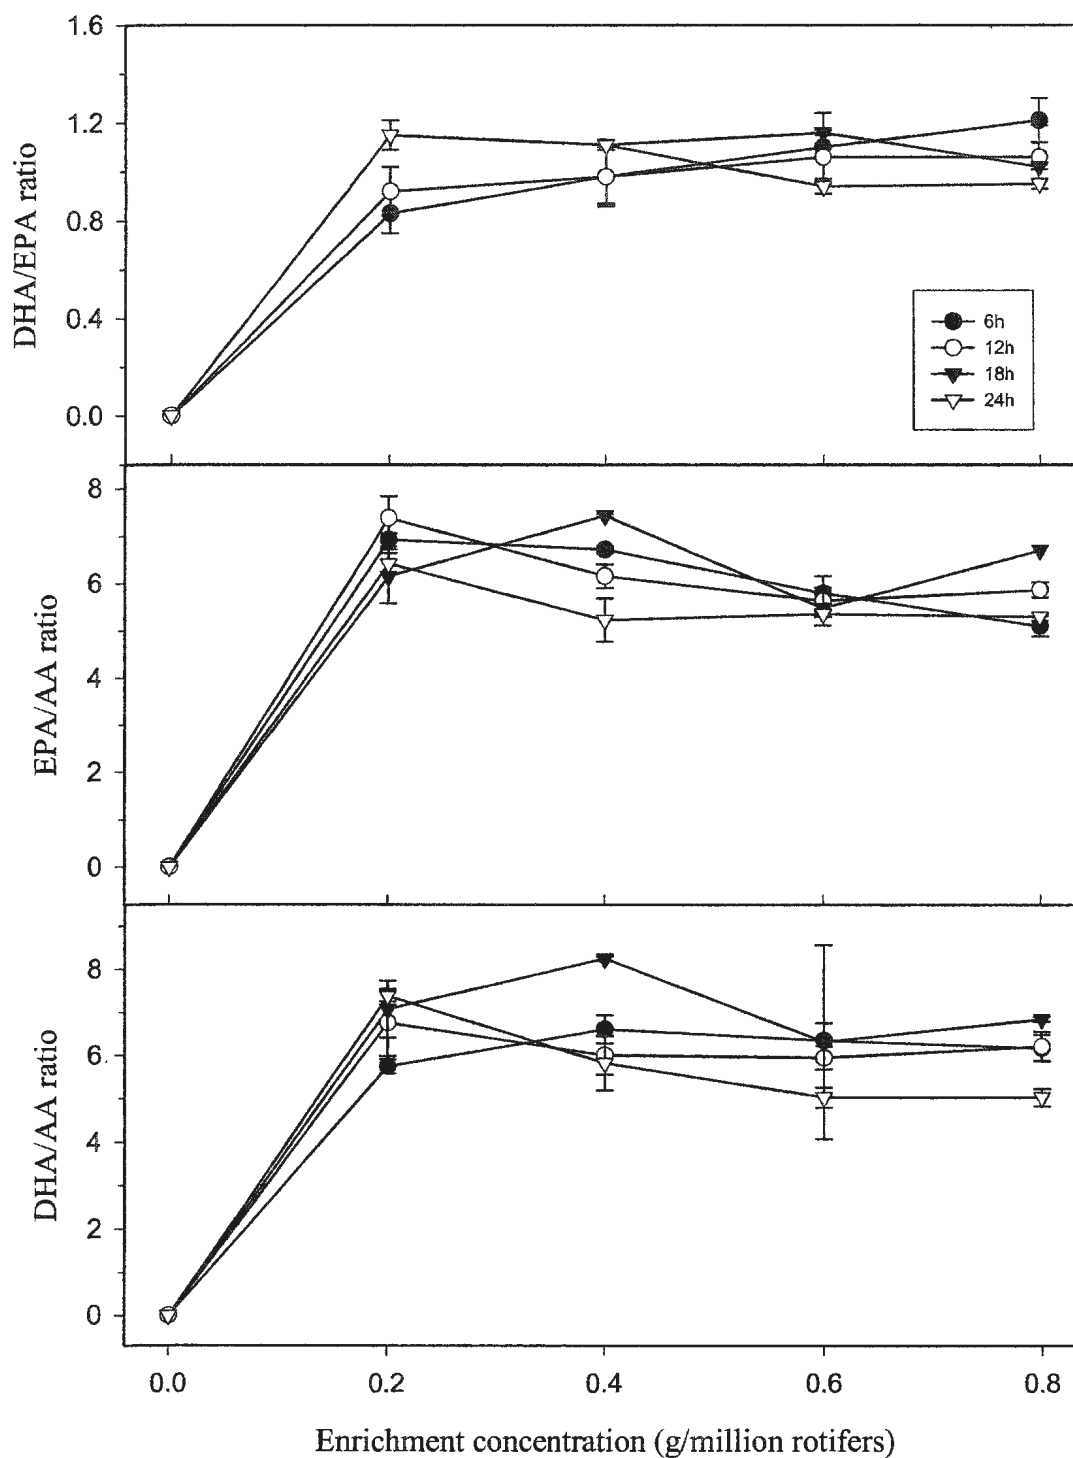 1.6
1.2
0.8
0.4
0.0
DHA/EPA ratio
6h
12h
18h
24h
8
6
4
2
0
EPA/AA ratio
8
6
4
2
0
DHA/AA ratio
0.0 0.2 0.4 0.6 0.8
Enrichment concentration (g/million rotifers)